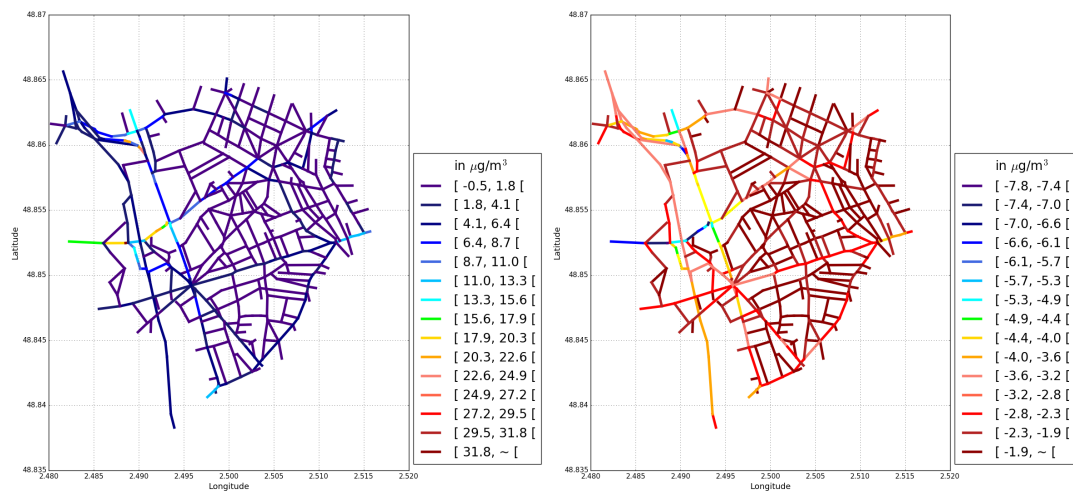 48.87
48.865
48.86
48.855
48.85
48.845
48.84
48.835
Latitude
2.480
2.485
2.490
2.495
2.500
2.505
2.510
2.515
2.520
Longitude
in μg/m³
[ -0.5, 1.8 [
[ 1.8, 4.1 [
[ 4.1, 6.4 [
[ 6.4, 8.7 [
[ 8.7, 11.0 [
[ 11.0, 13.3 [
[ 13.3, 15.6 [
[ 15.6, 17.9 [
[ 17.9, 20.3 [
[ 20.3, 22.6 [
[ 22.6, 24.9 [
[ 24.9, 27.2 [
[ 27.2, 29.5 [
[ 29.5, 31.8 [
[ 31.8, ~ [
48.87
48.865
48.86
48.855
48.85
48.845
48.84
48.835
Latitude
2.480
2.485
2.490
2.495
2.500
2.505
2.510
2.515
2.520
Longitude
in μg/m³
[ -7.8, -7.4 [
[ -7.4, -7.0 [
[ -7.0, -6.6 [
[ -6.6, -6.1 [
[ -6.1, -5.7 [
[ -5.7, -5.3 [
[ -5.3, -4.9 [
[ -4.9, -4.4 [
[ -4.4, -4.0 [
[ -4.0, -3.6 [
[ -3.6, -3.2 [
[ -3.2, -2.8 [
[ -2.8, -2.3 [
[ -2.3, -1.9 [
[ -1.9, ~ [